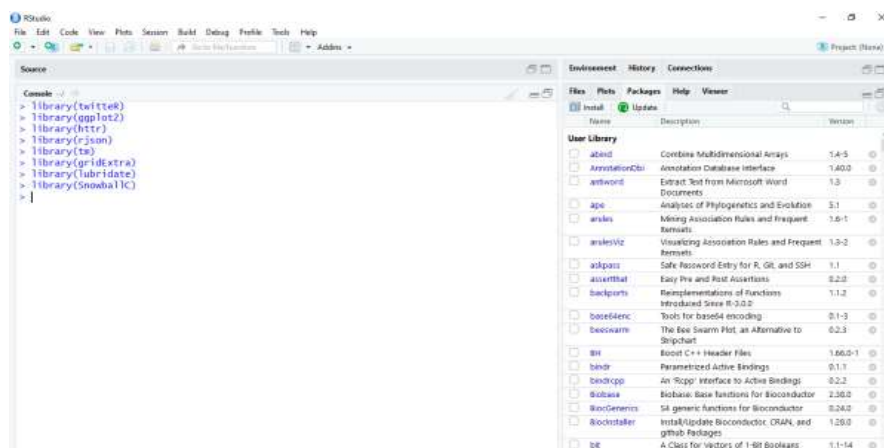 RStudio
File Edit Code View Plots Session Build Debug Profile Tools Help
Go to file/function Addins Project: (None)
Source
Console
> library(twitteR)
> library(ggplot2)
> library(httr)
> library(rjson)
> library(tm)
> library(gridExtra)
> library(lubridate)
> library(SnowballC)
>
Environment History Connections
Files Plots Packages Help Viewer
Install Update
Name Description Version
User Library
abind Combine Multidimensional Arrays 1.4-5
AnnotationDbi Annotation Database Interface 1.40.0
antiword Extract Text from Microsoft Word 1.3
Documents
ape Analyses of Phylogenetics and Evolution 5.1
arules Mining Association Rules and Frequent 1.6-1
Itemsets
arulesViz Visualizing Association Rules and Frequent 1.3-2
Itemsets
askpass Safe Password Entry for R, Git, and SSH 1.1
assertthat Easy Pre and Post Assertions 0.2.0
backports Reimplementations of Functions 1.1.2
Introduced Since R-3.0.0
base64enc Tools for base64 encoding 0.1-3
beeswarm The Bee Swarm Plot, an Alternative to 0.2.3
Stripchart
BH Boost C++ Header Files 1.66.0-1
bindr Parametrized Active Bindings 0.1.1
bindrcpp An 'Rcpp' Interface to Active Bindings 0.2.2
Biobase Biobase: Base functions for Bioconductor 2.38.0
BiocGenerics S4 generic functions for Bioconductor 0.24.0
BiocInstaller Install/Update Bioconductor, CRAN, and 1.28.0
github Packages
bit A Class for Vectors of 1-Bit Booleans 1.1-14